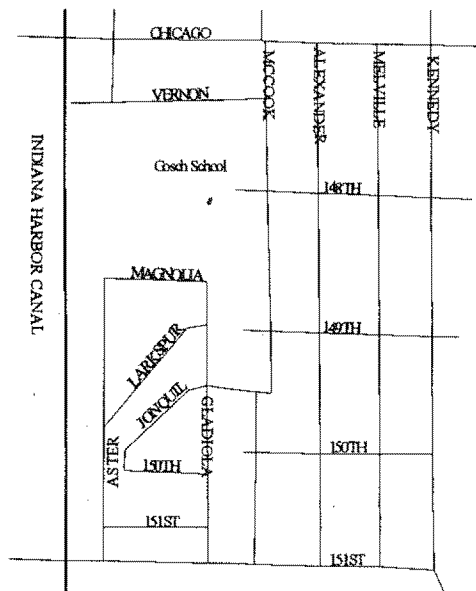 CHICAGO
MCCOOK
ALEXANDER
MELVILLE
KENNEDY
VERNON
INDIANA HARBOR CANAL
Gosch School
148TH
MAGNOLIA
149TH
LARKSPUR
JONQUIL
GLADIOLA
ASTER
150TH
150TH
151ST
151ST